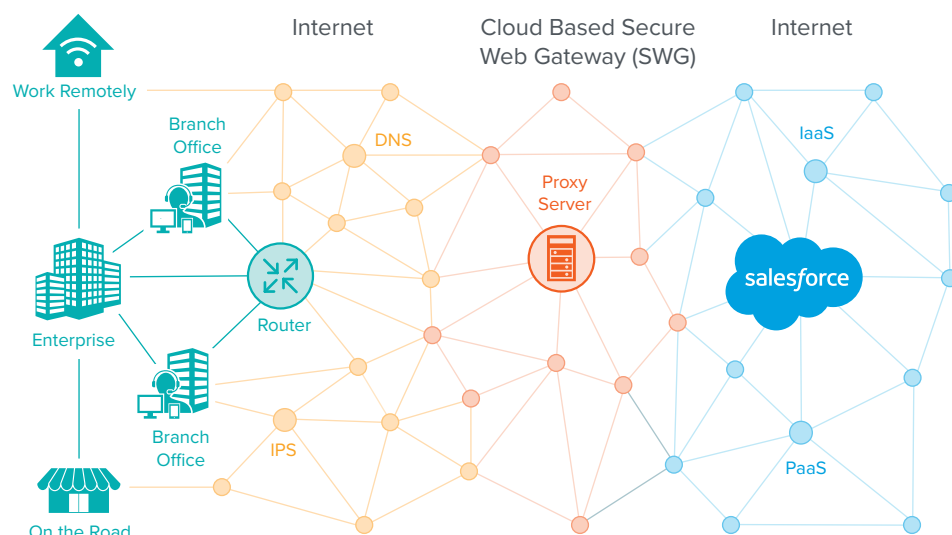 Internet
Cloud Based Secure
Web Gateway (SWG)
Internet
Work Remotely
Branch
Office
DNS
IaaS
Proxy
Server
salesforce
Router
Enterprise
Branch
Office
IPS
PaaS
On the Road